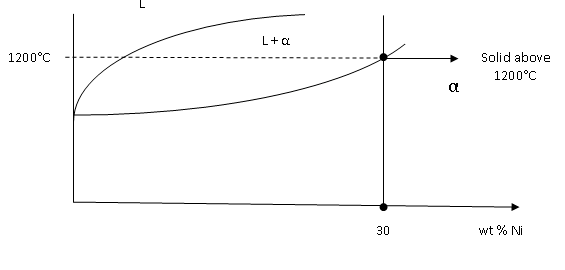 L
L + α
1200°C
Solid above
1200°C
α
30
wt % Ni